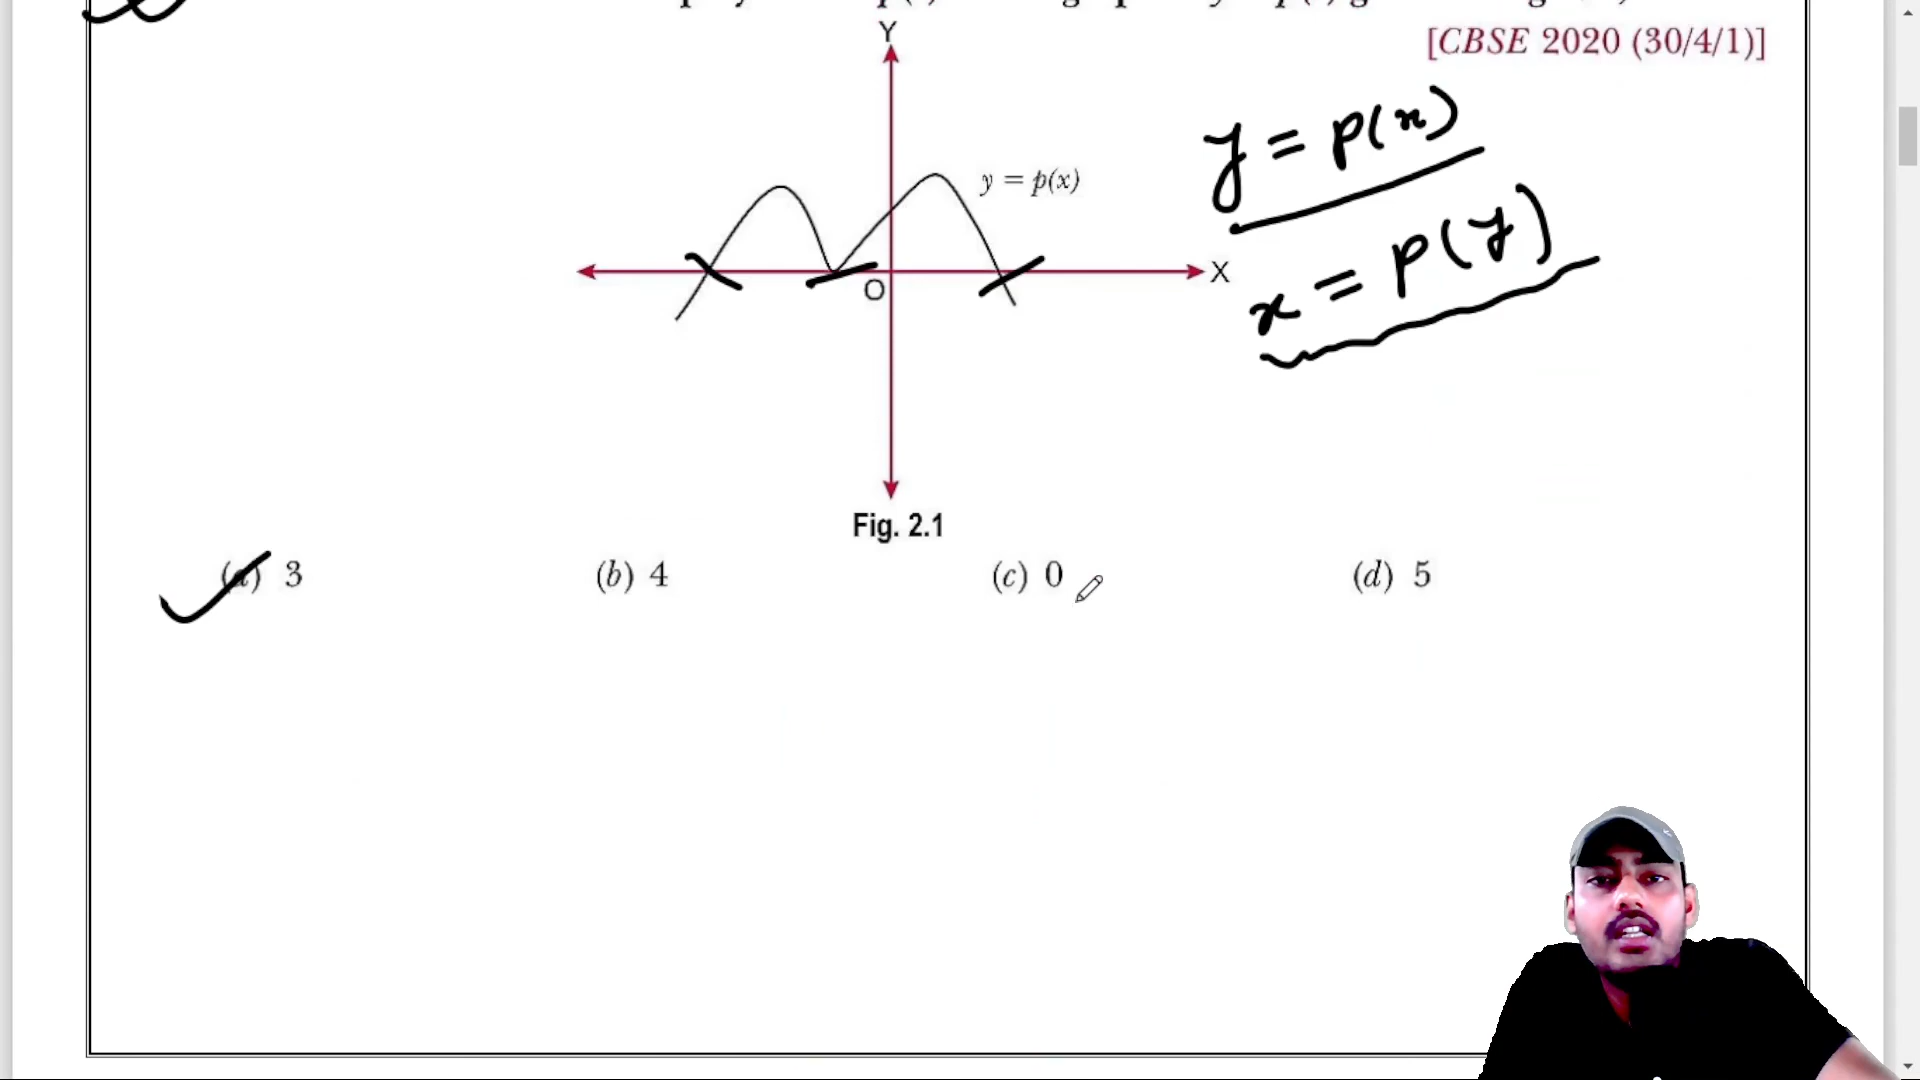 [CBSE 2020 (30/4/1)]
Y
y = p(x)
y = p(x)
x = p(y)
X
O
Fig. 2.1
(a) 3 (b) 4 (c) 0 (d) 5